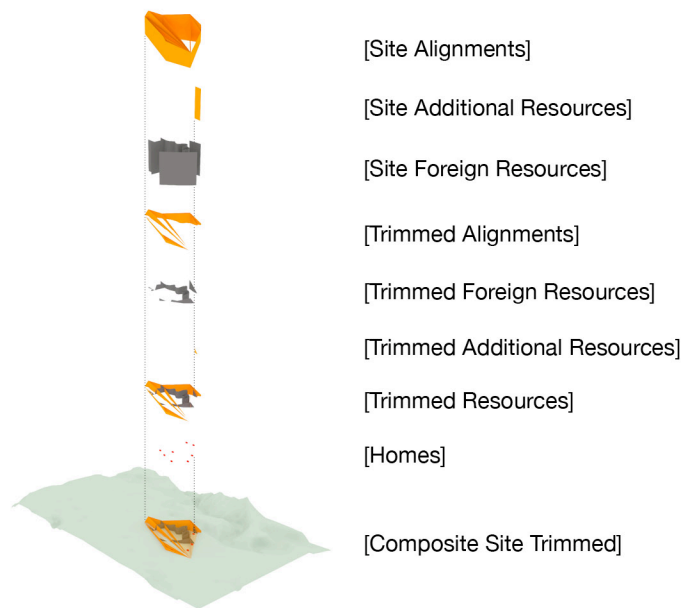 [Site Alignments]
[Site Additional Resources]
[Site Foreign Resources]
[Trimmed Alignments]
[Trimmed Foreign Resources]
[Trimmed Additional Resources]
[Trimmed Resources]
[Homes]
[Composite Site Trimmed]